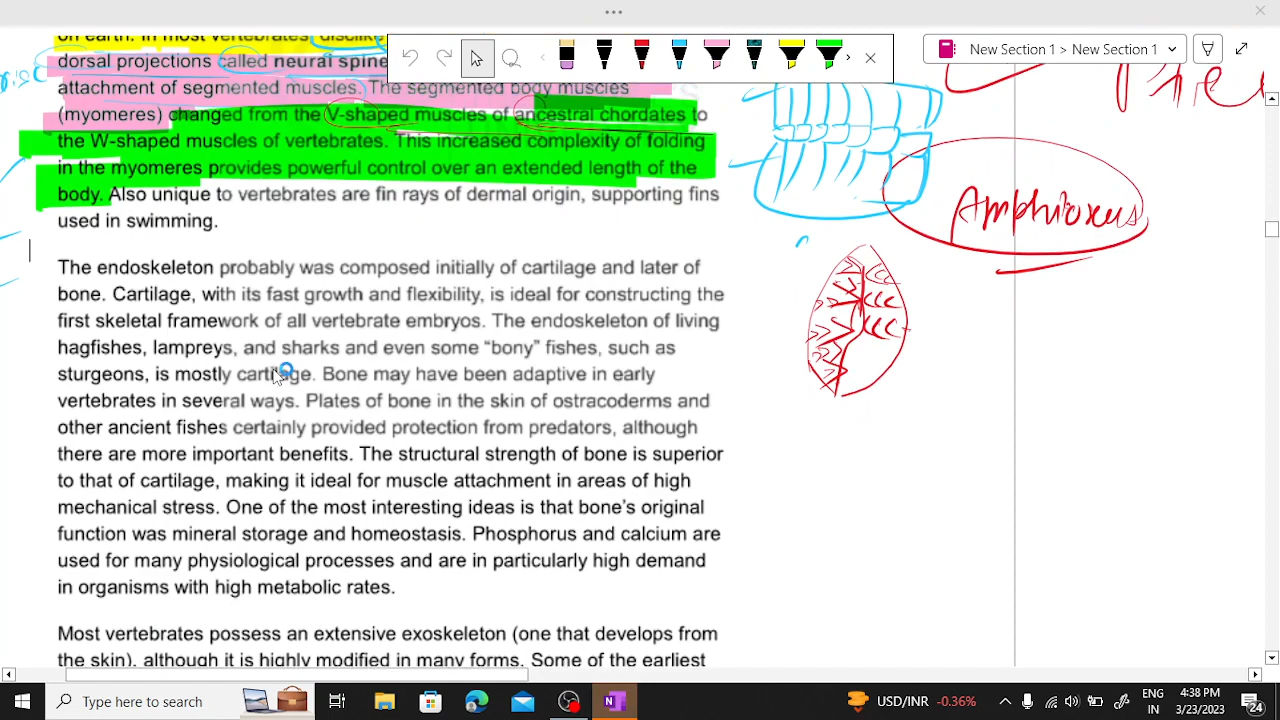 New Section 1 > New Section 1
on earth. In most vertebrates,
dorsal projections called neural spine
attachment of segmented muscles. The segmented body muscles
(myomeres) changed from the V-shaped muscles of ancestral chordates to
the W-shaped muscles of vertebrates. This increased complexity of folding
in the myomeres provides powerful control over an extended length of the
body. Also unique to vertebrates are fin rays of dermal origin, supporting fins
used in swimming.
Amphioxus
The endoskeleton probably was composed initially of cartilage and later of
bone. Cartilage, with its fast growth and flexibility, is ideal for constructing the
first skeletal framework of all vertebrate embryos. The endoskeleton of living
hagfishes, lampreys, and sharks and even some “bony” fishes, such as
sturgeons, is mostly cartilage. Bone may have been adaptive in early
vertebrates in several ways. Plates of bone in the skin of ostracoderms and
other ancient fishes certainly provided protection from predators, although
there are more important benefits. The structural strength of bone is superior
to that of cartilage, making it ideal for muscle attachment in areas of high
mechanical stress. One of the most interesting ideas is that bone’s original
function was mineral storage and homeostasis. Phosphorus and calcium are
used for many physiological processes and are in particularly high demand
in organisms with high metabolic rates.
Most vertebrates possess an extensive exoskeleton (one that develops from
the skin), although it is highly modified in many forms. Some of the earliest
Type here to search
USD/INR -0.36%
ENG
IN
4:38 PM
3/23/2023
24